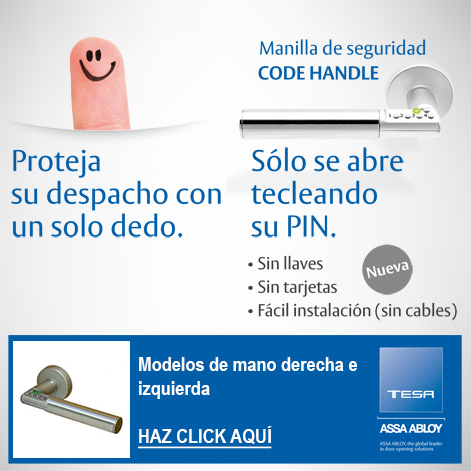 Manilla de seguridad
CODE HANDLE
Proteja
su despacho con
un solo dedo.
Sólo se abre
tecleando
su PIN.
• Sin llaves
• Sin tarjetas
• Fácil instalación (sin cables)
Nueva
Modelos de mano derecha e
izquierda
HAZ CLICK AQUÍ
TESA
ASSA ABLOY
ASSA ABLOY, the global leader
in door opening solutions